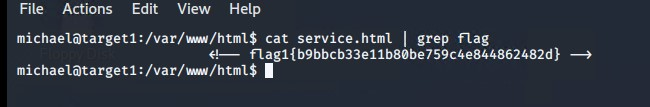 File Actions Edit View Help
michael@target1:/var/www/html$ cat service.html | grep flag
<!-- flag1{b9bbcb33e11b80be759c4e844862482d} -->
michael@target1:/var/www/html$